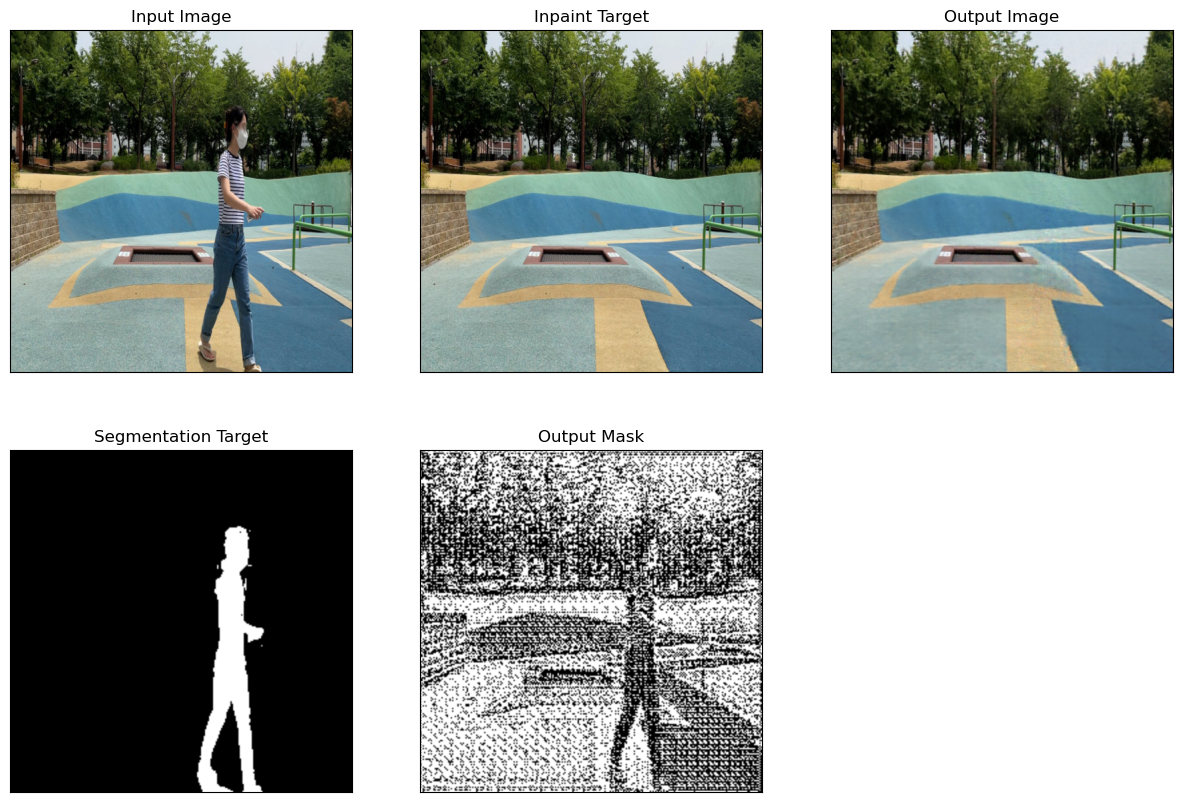 Input Image
Inpaint Target
Output Image
Segmentation Target
Output Mask